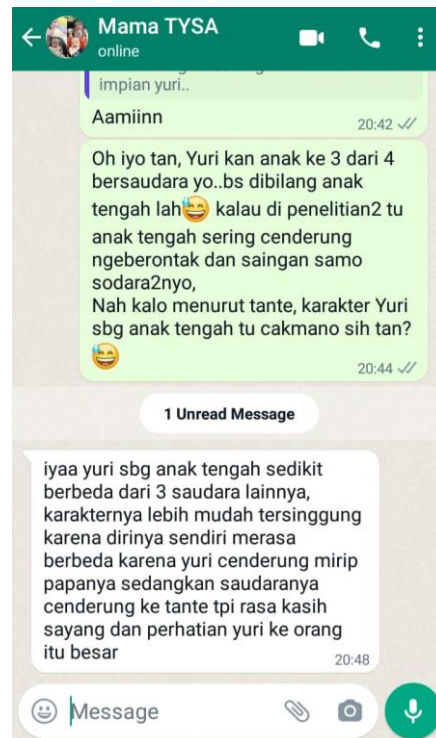 Mama TYSA
online
impian yuri..
Aamiinn
20:42
Oh iyo tan, Yuri kan anak ke 3 dari 4
bersaudara yo..bs dibilang anak
tengah lah😅 kalau di penelitian2 tu
anak tengah sering cenderung
ngeberontak dan saingan samo
sodara2nyo,
Nah kalo menurut tante, karakter Yuri
sbg anak tengah tu cakmano sih tan?
😅
20:44
1 Unread Message
iyaa yuri sbg anak tengah sedikit
berbeda dari 3 saudara lainnya,
karakternya lebih mudah tersinggung
karena dirinya sendiri merasa
berbeda karena yuri cenderung mirip
papanya sedangkan saudaranya
cenderung ke tante tpi rasa kasih
sayang dan perhatian yuri ke orang
itu besar
20:48
Message